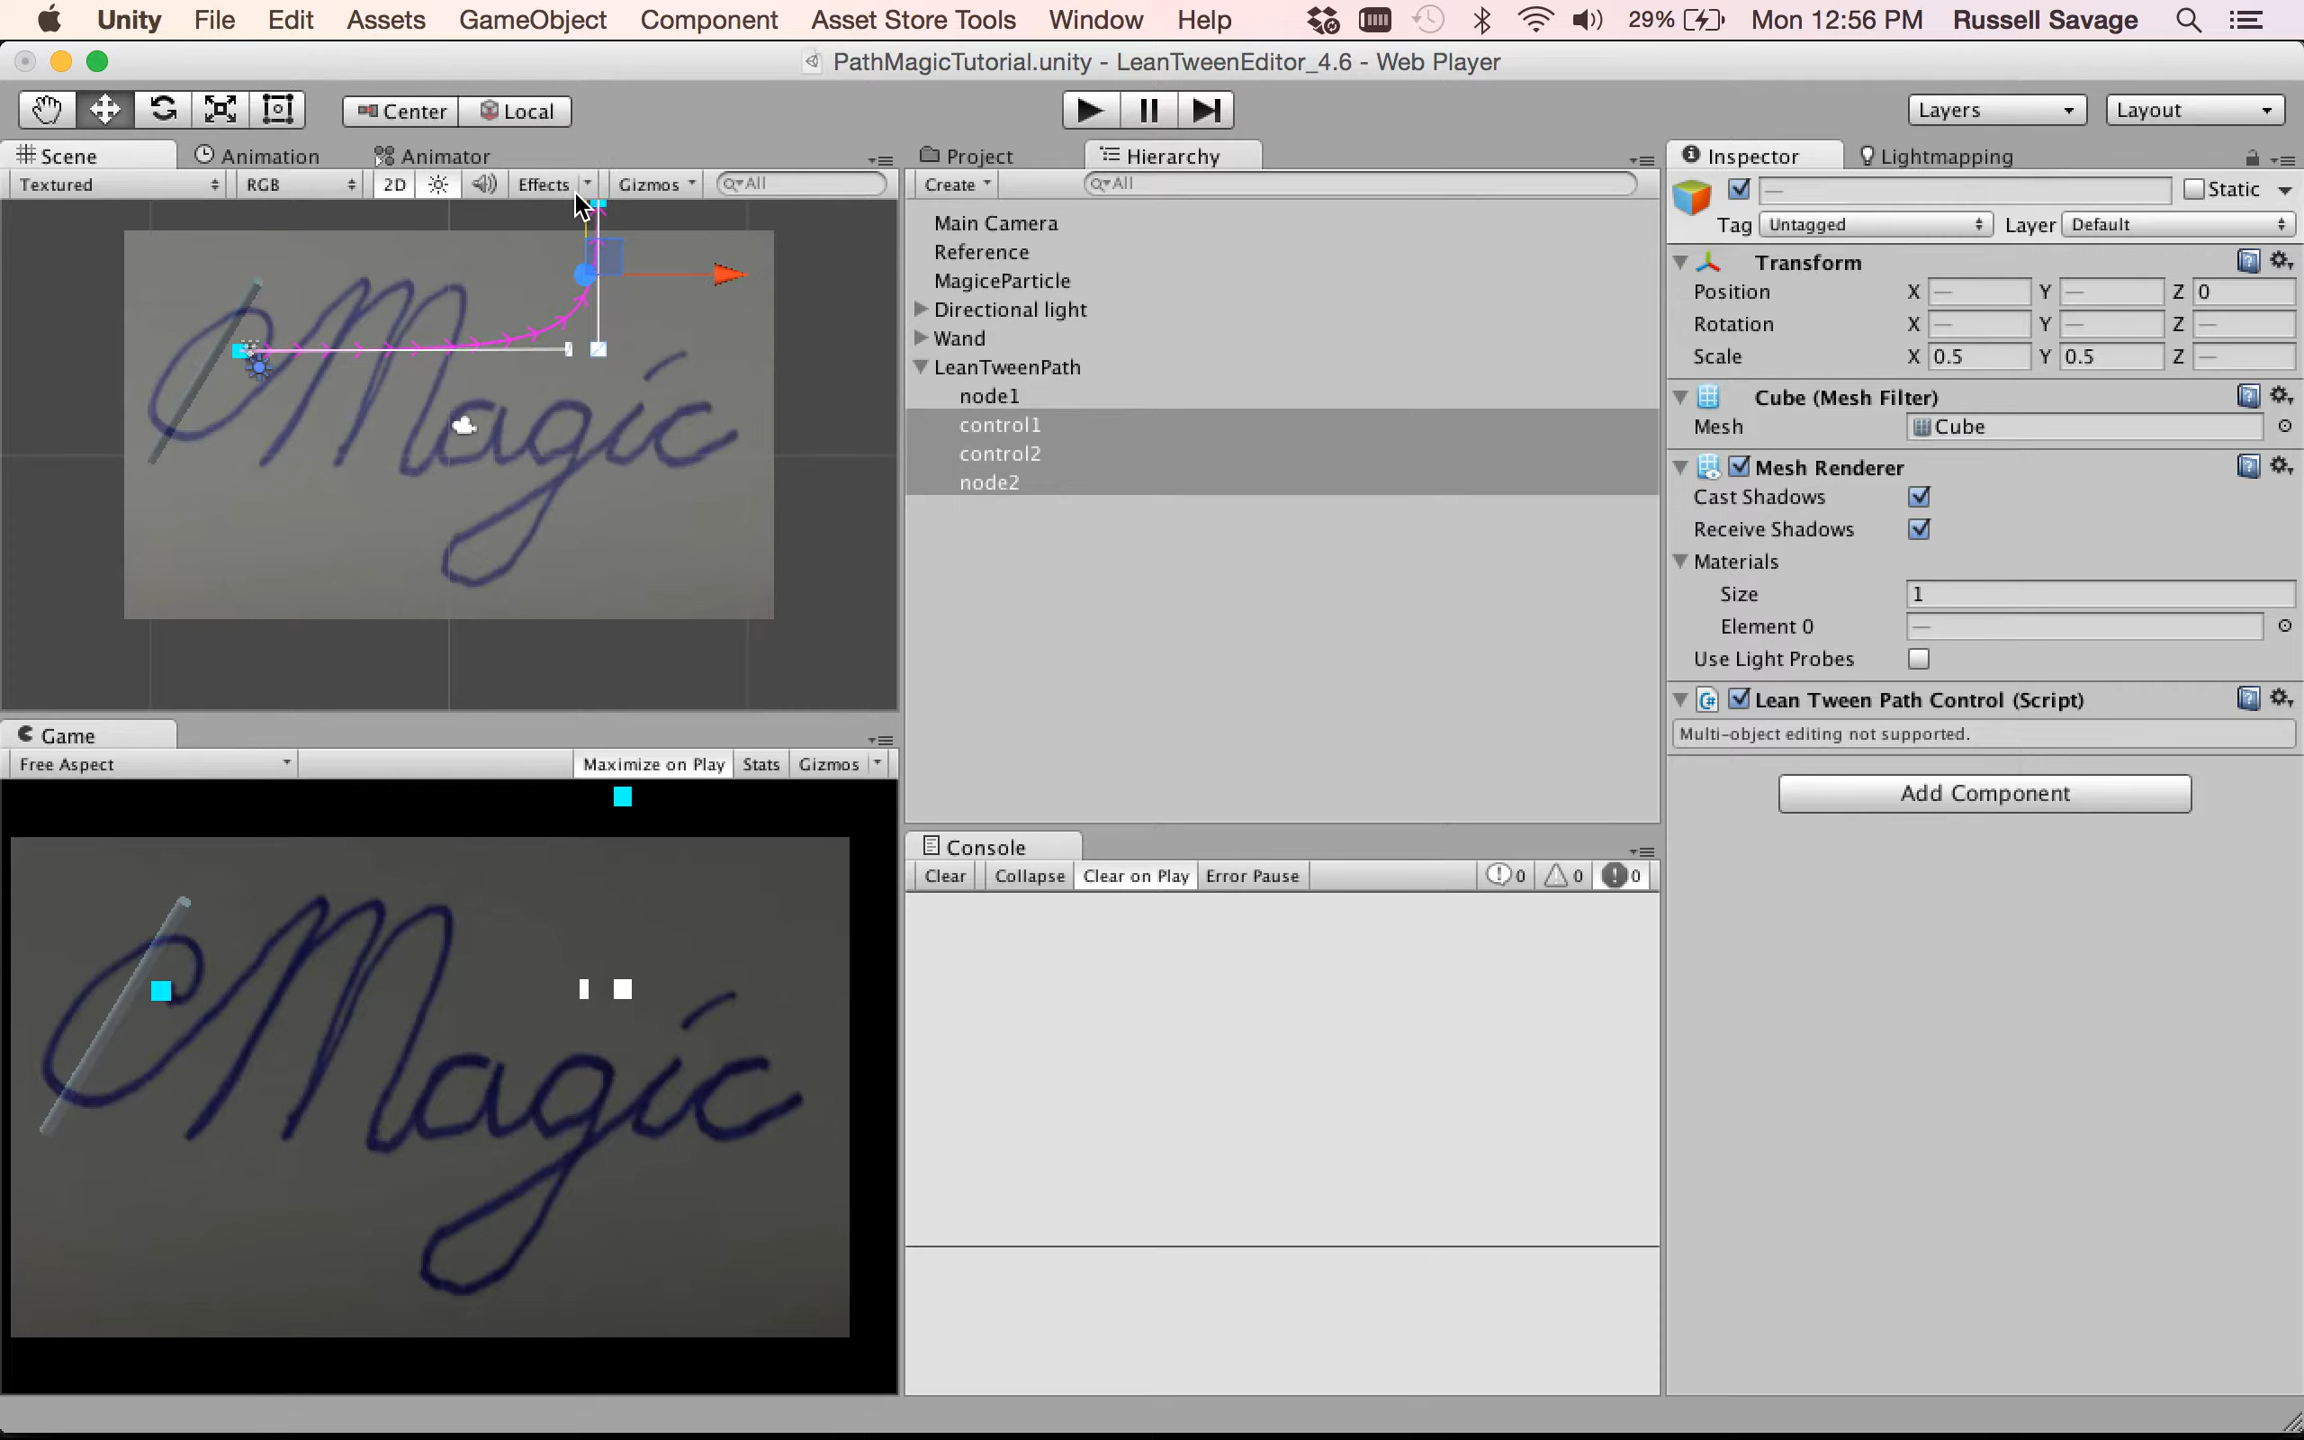 Unity File Edit Assets GameObject Component Asset Store Tools Window Help 29% Mon 12:56 PM Russell Savage
PathMagicTutorial.unity - LeanTweenEditor_4.6 - Web Player
Center Local Layers Layout
Scene Animation Animator
Textured RGB 2D Effects Gizmos All
Magic
Game
Free Aspect Maximize on Play Stats Gizmos
Magic
Project Hierarchy
Create All
Main Camera
Reference
MagiceParticle
Directional light
Wand
LeanTweenPath
node1
control1
control2
node2
Console
Clear Collapse Clear on Play Error Pause 0 0 0
Inspector Lightmapping
— Static
Tag Untagged Layer Default
Transform
Position X — Y — Z 0
Rotation X — Y — Z —
Scale X 0.5 Y 0.5 Z —
Cube (Mesh Filter)
Mesh Cube
Mesh Renderer
Cast Shadows
Receive Shadows
Materials
Size 1
Element 0 —
Use Light Probes
Lean Tween Path Control (Script)
Multi-object editing not supported.
Add Component